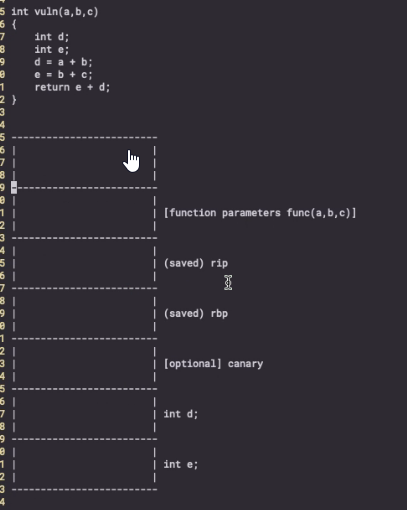 5 int vuln(a,b,c)
6 {
7     int d;
8     int e;
9     d = a + b;
0     e = b + c;
1     return e + d;
2 }
3
4
5 -------------------------
6 |                        |
7 |                        |
8 |                        |
9 -------------------------
0 |                        |
1 |                        | [function parameters func(a,b,c)]
2 |                        |
3 -------------------------
4 |                        |
5 |                        | (saved) rip
6 |                        |
7 -------------------------
8 |                        |
9 |                        | (saved) rbp
0 |                        |
1 -------------------------
2 |                        |
3 |                        | [optional] canary
4 |                        |
5 -------------------------
6 |                        |
7 |                        | int d;
8 |                        |
9 -------------------------
0 |                        |
1 |                        | int e;
2 |                        |
3 -------------------------
4